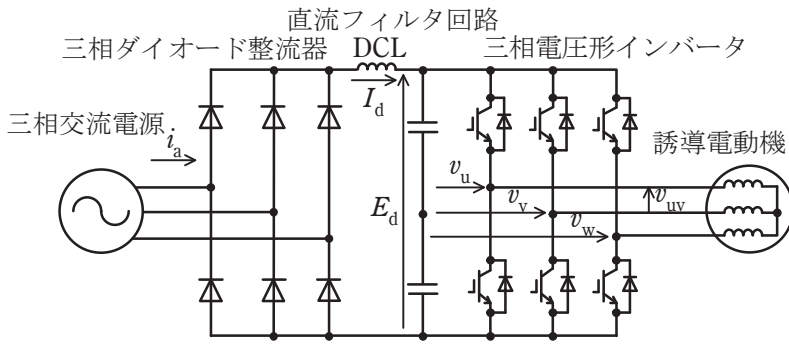 直流フィルタ回路
三相ダイオード整流器
DCL
三相電圧形インバータ
I_d
三相交流電源
i_a
誘導電動機
v_u
v_v
v_uv
E_d
v_w